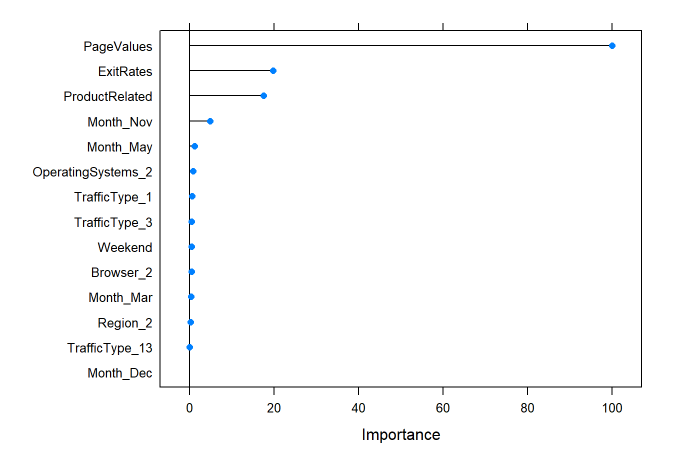 PageValues
ExitRates
ProductRelated
Month_Nov
Month_May
OperatingSystems_2
TrafficType_1
TrafficType_3
Weekend
Browser_2
Month_Mar
Region_2
TrafficType_13
Month_Dec
0 20 40 60 80 100
Importance